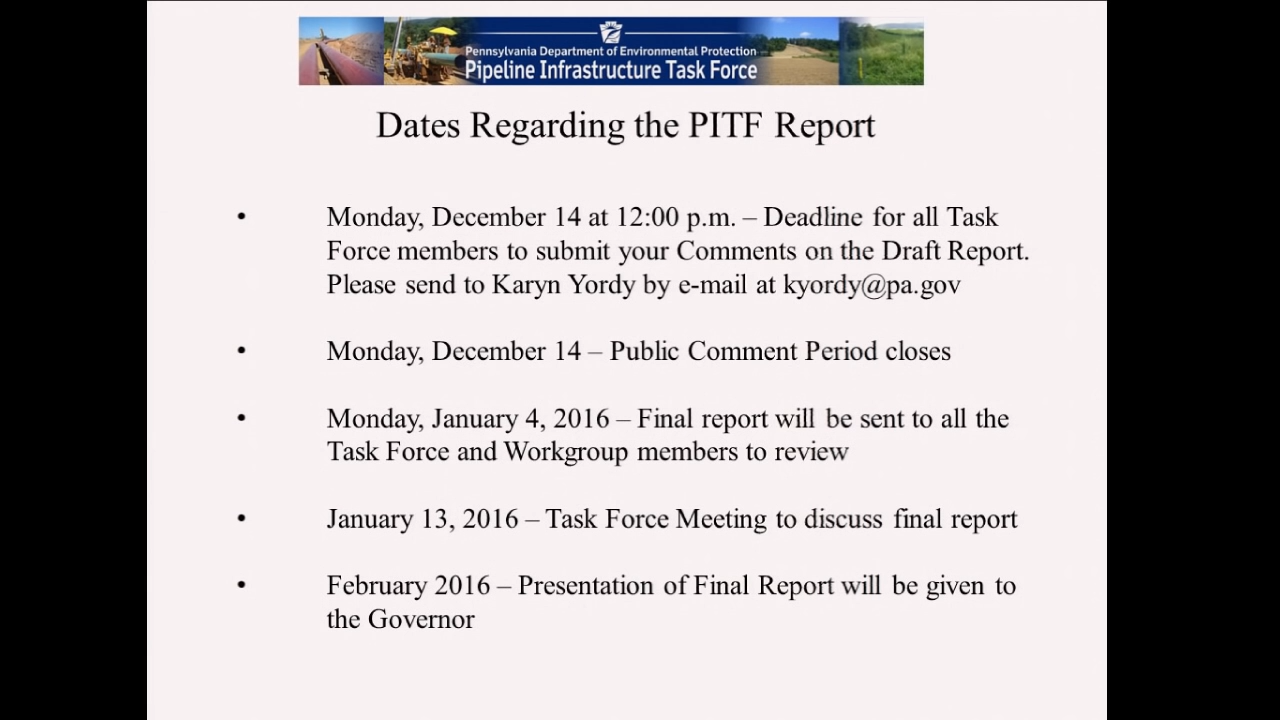 Pennsylvania Department of Environmental Protection
Pipeline Infrastructure Task Force
Dates Regarding the PITF Report
• Monday, December 14 at 12:00 p.m. – Deadline for all Task
Force members to submit your Comments on the Draft Report.
Please send to Karyn Yordy by e-mail at kyordy@pa.gov
• Monday, December 14 – Public Comment Period closes
• Monday, January 4, 2016 – Final report will be sent to all the
Task Force and Workgroup members to review
• January 13, 2016 – Task Force Meeting to discuss final report
• February 2016 – Presentation of Final Report will be given to
the Governor